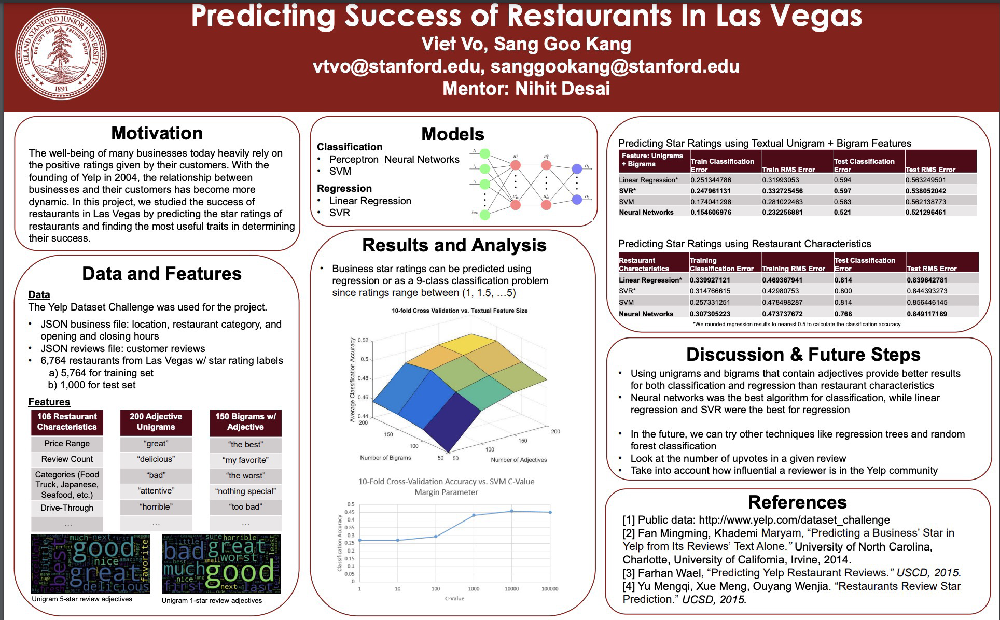 Predicting Success of Restaurants In Las Vegas
Viet Vo, Sang Goo Kang
vtvo@stanford.edu, sanggookang@stanford.edu
Mentor: Nihit Desai
LELAND STANFORD JUNIOR UNIVERSITY
DIE LUFT DER FREIHEIT WEHT
1891
Motivation
The well-being of many businesses today heavily rely on
the positive ratings given by their customers. With the
founding of Yelp in 2004, the relationship between
businesses and their customers has become more
dynamic. In this project, we studied the success of
restaurants in Las Vegas by predicting the star ratings of
restaurants and finding the most useful traits in determining
their success.
Data and Features
Data
The Yelp Dataset Challenge was used for the project.
• JSON business file: location, restaurant category, and
opening and closing hours
• JSON reviews file: customer reviews
• 6,764 restaurants from Las Vegas w/ star rating labels
a) 5,764 for training set
b) 1,000 for test set
Features
106 Restaurant
Characteristics
Price Range
Review Count
Categories (Food
Truck, Japanese,
Seafood, etc.)
Drive-Through
…
200 Adjective
Unigrams
“great”
“delicious”
“bad”
“attentive”
“horrible”
…
150 Bigrams w/
Adjective
“the best”
“my favorite”
“the worst”
“nothing special”
“too bad”
…
much next first
little
perfect
good
best
nice
amazing
favorite
many
huge
great
fresh
delicious
big
sure horrible
little
least
bad great
new
best
small
worst
much
good
nice
long
first
next
last
rude
Unigram 5-star review adjectives
Unigram 1-star review adjectives
Models
Classification
• Perceptron Neural Networks
• SVM
Regression
• Linear Regression
• SVR
I1
I2
I3
I250
H1 1
H1 40
H2 1
H2 60
O1
O9
Results and Analysis
• Business star ratings can be predicted using
regression or as a 9-class classification problem
since ratings range between (1, 1.5, …5)
10-fold Cross Validation vs. Textual Feature Size
Average Classification Accuracy
0.52
0.5
0.48
0.46
0.44
200
150
100
50
Number of Bigrams
50
100
150
200
Number of Adjectives
10-Fold Cross-Validation Accuracy vs. SVM C-Value
Margin Parameter
Classification Accuracy
0.5
0.45
0.4
0.35
0.3
0.25
0.2
0.15
0.1
0.05
0
1 10 100 1000 10000 100000
C-Value
Predicting Star Ratings using Textual Unigram + Bigram Features
Feature: Unigrams + Bigrams Train Classification Error Train RMS Error Test Classification Error Test RMS Error
Linear Regression* 0.251344786 0.31993053 0.594 0.563249501
SVR* 0.247961131 0.332725456 0.597 0.538052042
SVM 0.174041298 0.281022463 0.583 0.562138773
Neural Networks 0.154606976 0.232256881 0.521 0.521296461
Predicting Star Ratings using Restaurant Characteristics
Restaurant Characteristics Training Classification Error Training RMS Error Test Classification Error Test RMS Error
Linear Regression* 0.339927121 0.469367941 0.814 0.839642781
SVR* 0.314766615 0.42980753 0.800 0.844393273
SVM 0.257331251 0.478498287 0.814 0.856446145
Neural Networks 0.307305223 0.473737672 0.768 0.849117189
*We rounded regression results to nearest 0.5 to calculate the classification accuracy.
Discussion & Future Steps
• Using unigrams and bigrams that contain adjectives provide better results
for both classification and regression than restaurant characteristics
• Neural networks was the best algorithm for classification, while linear
regression and SVR were the best for regression
• In the future, we can try other techniques like regression trees and random
forest classification
• Look at the number of upvotes in a given review
• Take into account how influential a reviewer is in the Yelp community
References
[1] Public data: http://www.yelp.com/dataset_challenge
[2] Fan Mingming, Khademi Maryam, “Predicting a Business’ Star in
Yelp from Its Reviews’ Text Alone.” University of North Carolina,
Charlotte, University of California, Irvine, 2014.
[3] Farhan Wael, “Predicting Yelp Restaurant Reviews.” USCD, 2015.
[4] Yu Mengqi, Xue Meng, Ouyang Wenjia. “Restaurants Review Star
Prediction.” UCSD, 2015.